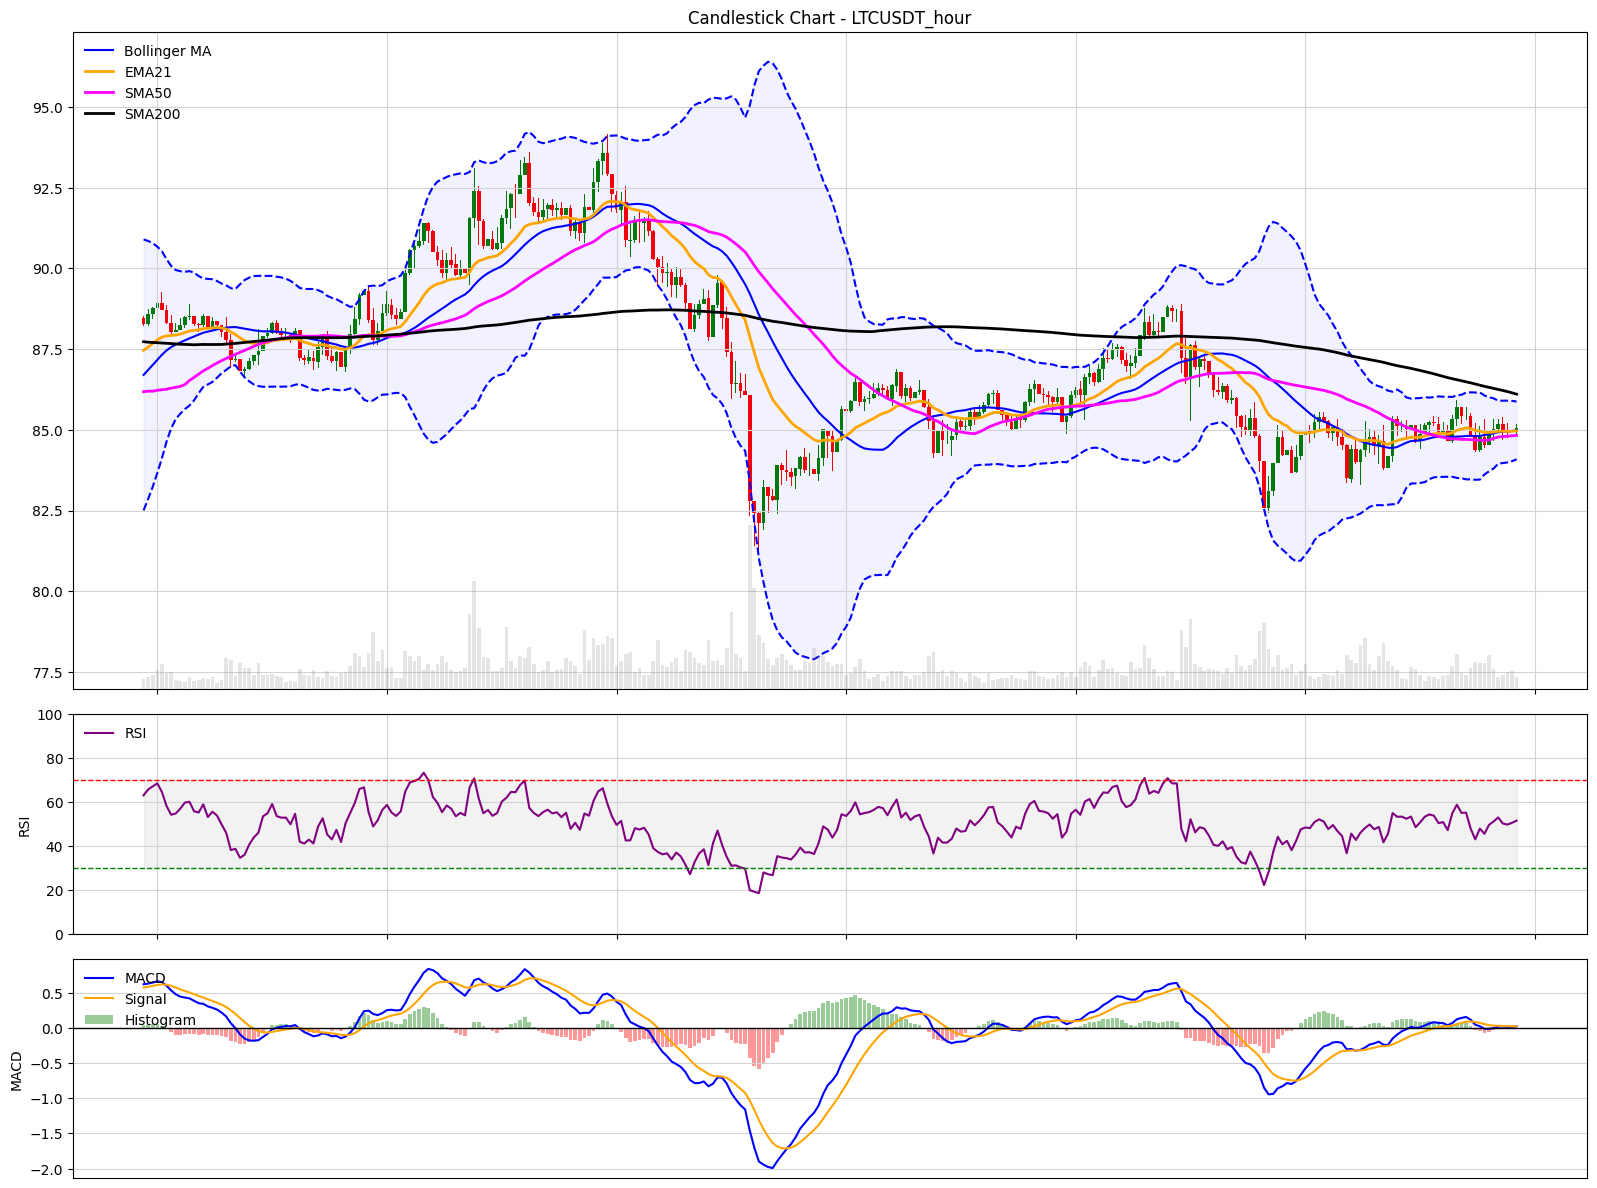 Candlestick Chart - LTCUSDT_hour
Bollinger MA
EMA21
SMA50
SMA200
95.0
92.5
90.0
87.5
85.0
82.5
80.0
77.5
RSI
100
80
60
40
20
0
RSI
MACD
Signal
Histogram
0.5
0.0
−0.5
−1.0
−1.5
−2.0
MACD